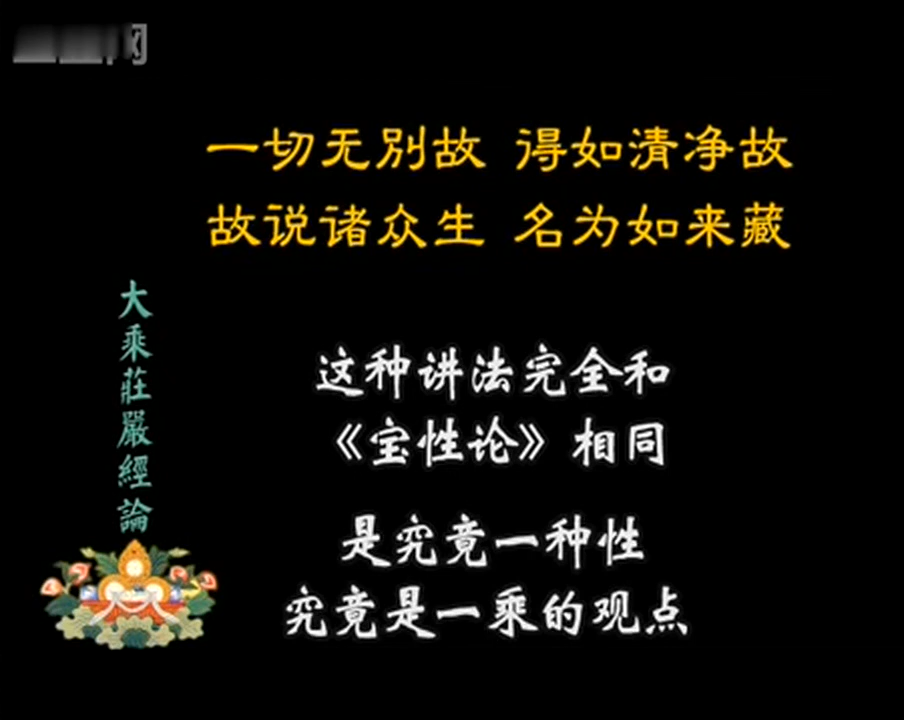 网
一切无别故 得如清净故
故说诸众生 名为如来藏
大乘莊嚴經論
这种讲法完全和
《宝性论》相同
是究竟一种性
究竟是一乘的观点